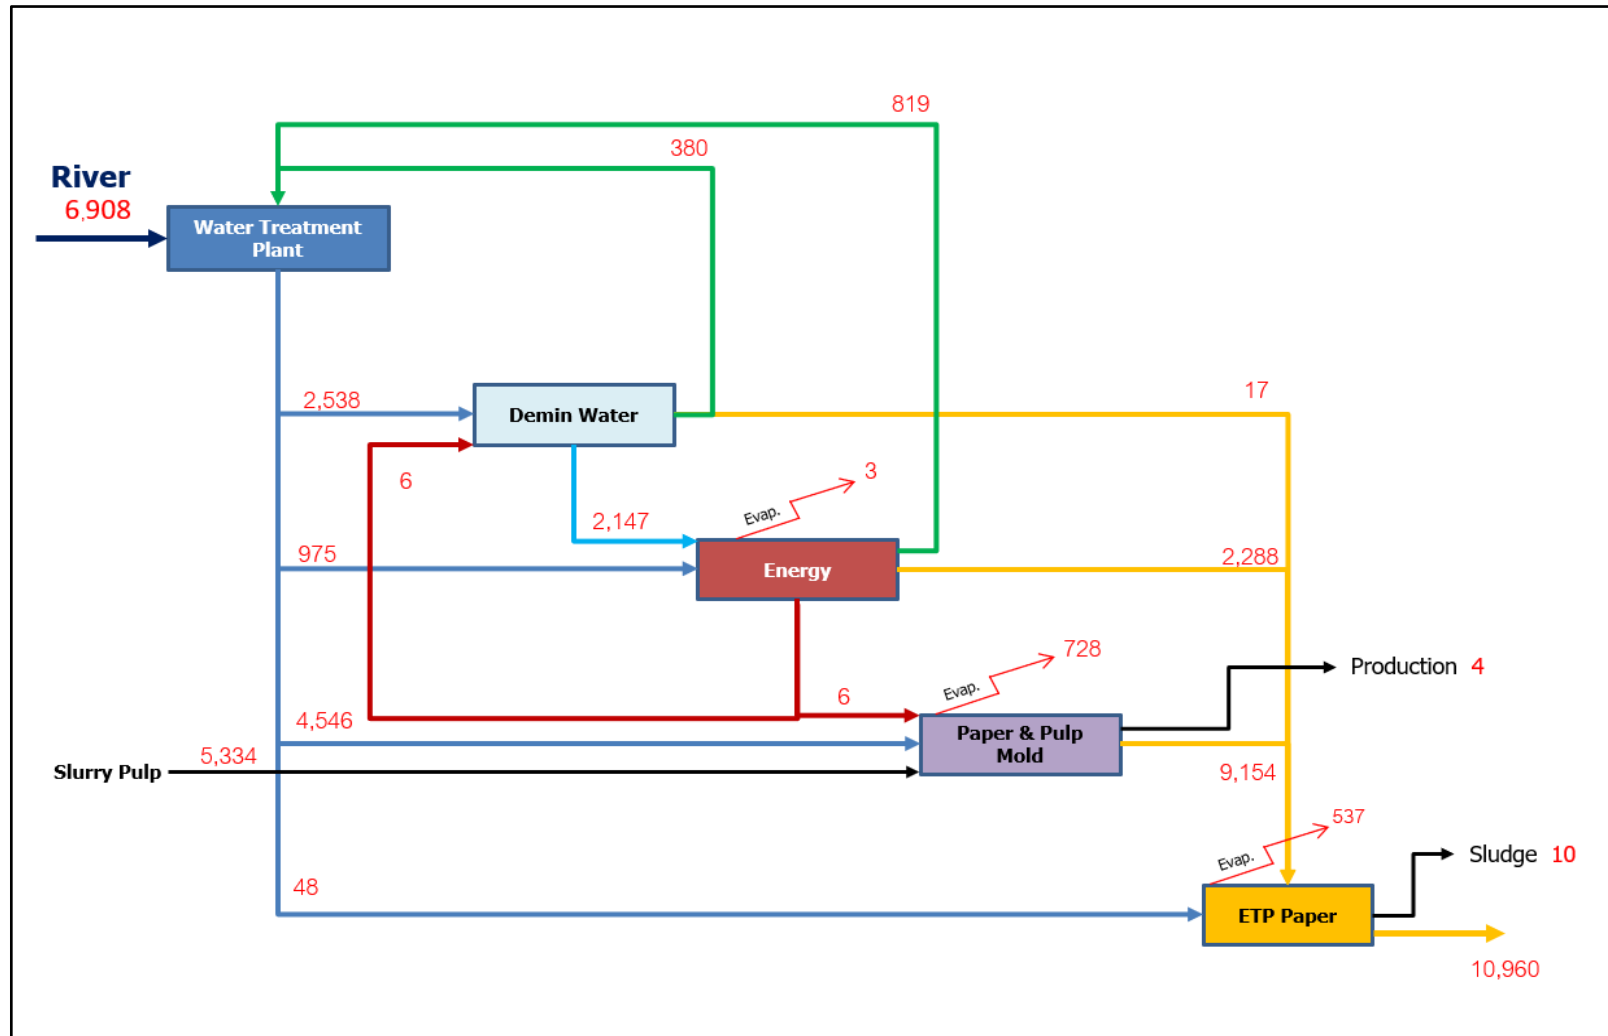 819
380
River
6,908
Water Treatment
Plant
2,538
Demin Water
17
6
3
Evap.
2,147
975
Energy
2,288
728
Evap.
6
Production 4
4,546
Paper & Pulp
Mold
5,334
Slurry Pulp
9,154
537
Evap.
Sludge 10
48
ETP Paper
10,960